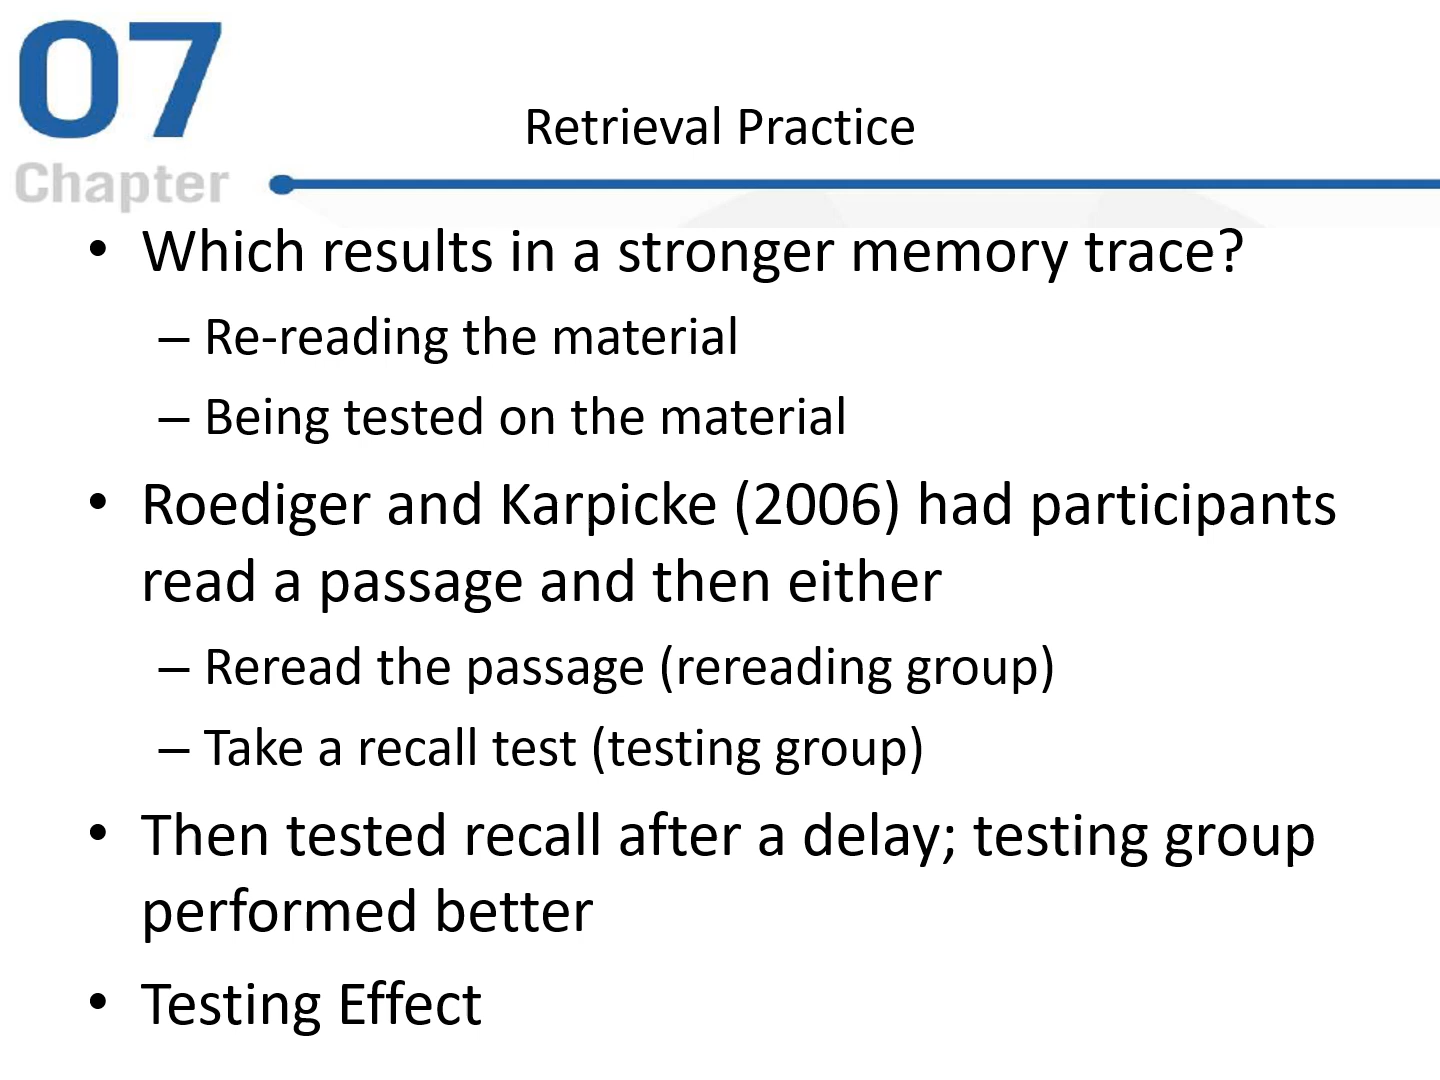 07
Chapter
Retrieval Practice
• Which results in a stronger memory trace?
– Re-reading the material
– Being tested on the material
• Roediger and Karpicke (2006) had participants
read a passage and then either
– Reread the passage (rereading group)
– Take a recall test (testing group)
• Then tested recall after a delay; testing group
performed better
• Testing Effect